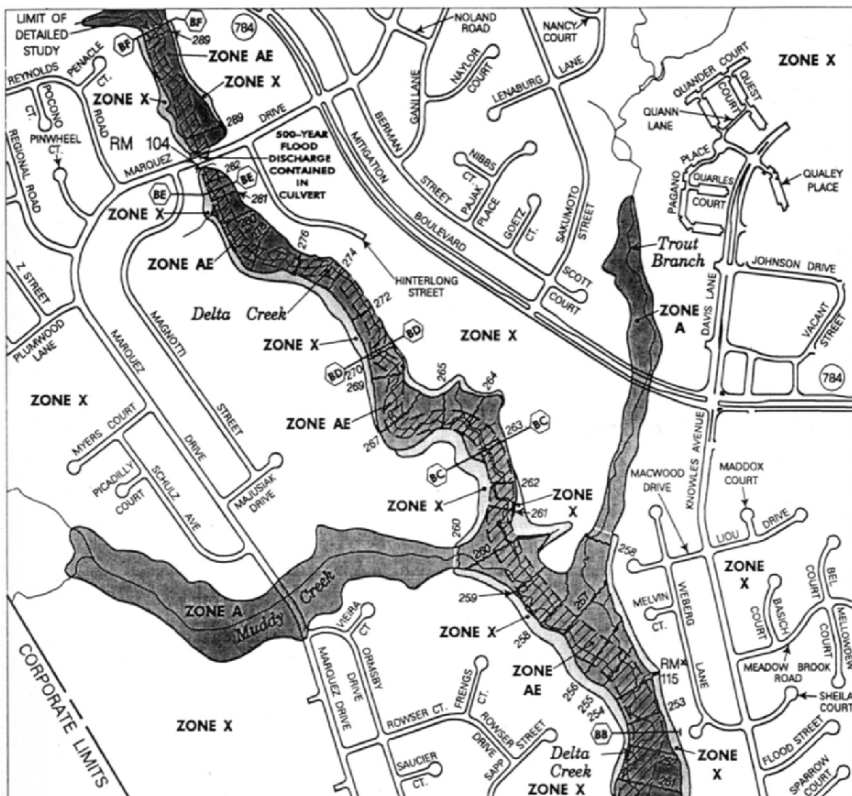 LIMIT OF
DETAILED
STUDY
BF
BF
784
289
ZONE AE
ZONE X
ZONE X
289
REYNOLDS
ROAD
PENACLE
CT.
POCONO
CT.
PINWHEEL
CT.
REGIONAL ROAD
RM 104
MARQUEZ
DRIVE
500-YEAR
FLOOD
DISCHARGE
CONTAINED
IN
CULVERT
282
BE
BE
281
ZONE X
ZONE AE
276
274
272
HINTERLONG
STREET
Delta Creek
NOLAND
ROAD
NANCY
COURT
NAYLOR
COURT
GANI LANE
LENABURG
LANE
BERMAN
STREET
MITIGATION
BOULEVARD
NIBBS
CT.
PAJAK
PLACE
GOETZ
CT.
SAKUMOTO
STREET
SCOTT
COURT
ZONE X
QUANDER COURT
QUEST
COURT
QUANN
LANE
PLACE
PAGANO
QUARLES
COURT
QUALEY
PLACE
Trout
Branch
ZONE
A
DAVIS LANE
JOHNSON DRIVE
VACANT
STREET
784
Z STREET
PLUMWOOD
LANE
MARQUEZ
DRIVE
MAGNOTTI
STREET
ZONE X
ZONE X
BD
BD
270
269
265
264
ZONE X
ZONE AE
267
263
BC
BC
MYERS COURT
PICADILLY
COURT
SCHULZ AVE
MAJUSIAK DRIVE
ZONE X
262
ZONE
X
261
260
260
KNOWLES AVENUE
MACWOOD
DRIVE
MADDOX
COURT
LIOU DRIVE
258
ZONE
X
BEL
COURT
BASICH
COURT
MELLOWDEW
COURT
MEADOW BROOK
ROAD
MELVIN
CT.
WEBERG
LANE
257
259
ZONE X
258
ZONE A
Muddy Creek
VIEIRA
CT.
ORMSBY
DRIVE
MARQUEZ DRIVE
ROWSER CT.
FRENGS
CT.
ROWSER
DRIVE
STREET
SAPP
SAUCIER
CT.
ZONE
AE
256
255
254
RM
115
253
BB
SHEILA
COURT
FLOOD STREET
SPARROW
COURT
ZONE
X
Delta
Creek
ZONE X
ZONE X
CORPORATE LIMITS